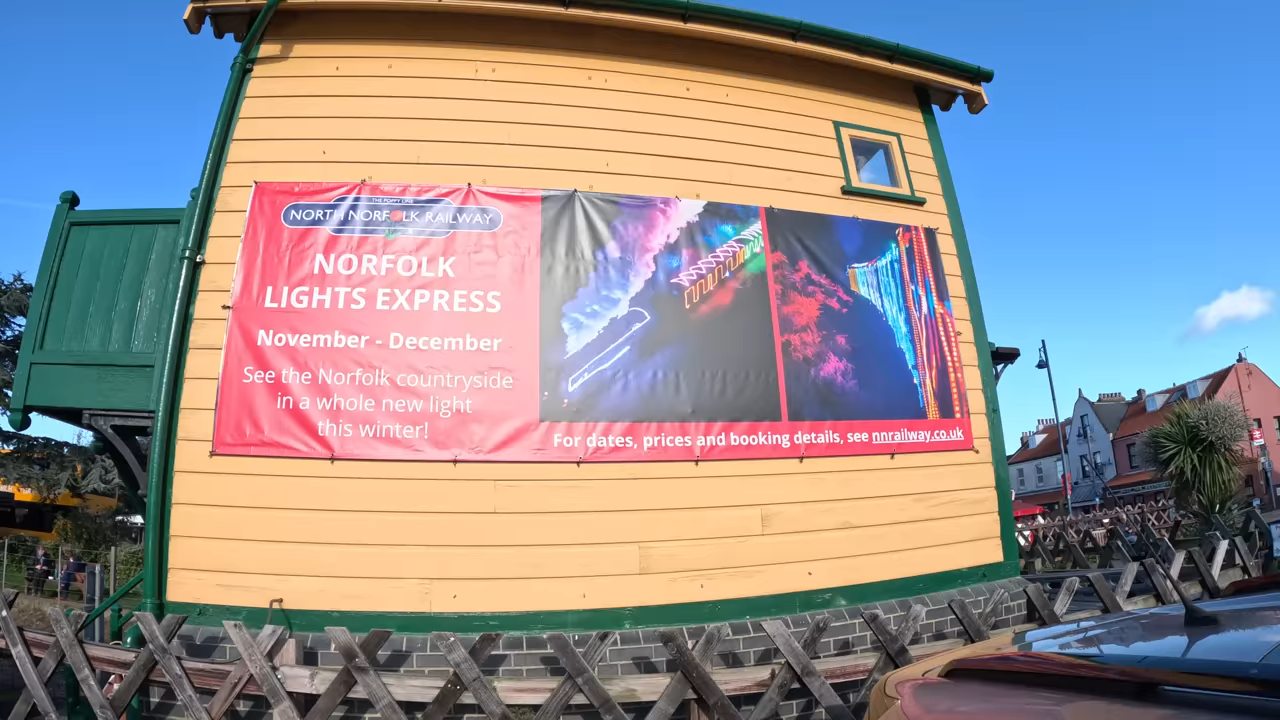 THE POPPY LINE
NORTH NORFOLK RAILWAY
NORFOLK
LIGHTS EXPRESS
November - December
See the Norfolk countryside
in a whole new light
this winter!
For dates, prices and booking details, see nnrailway.co.uk